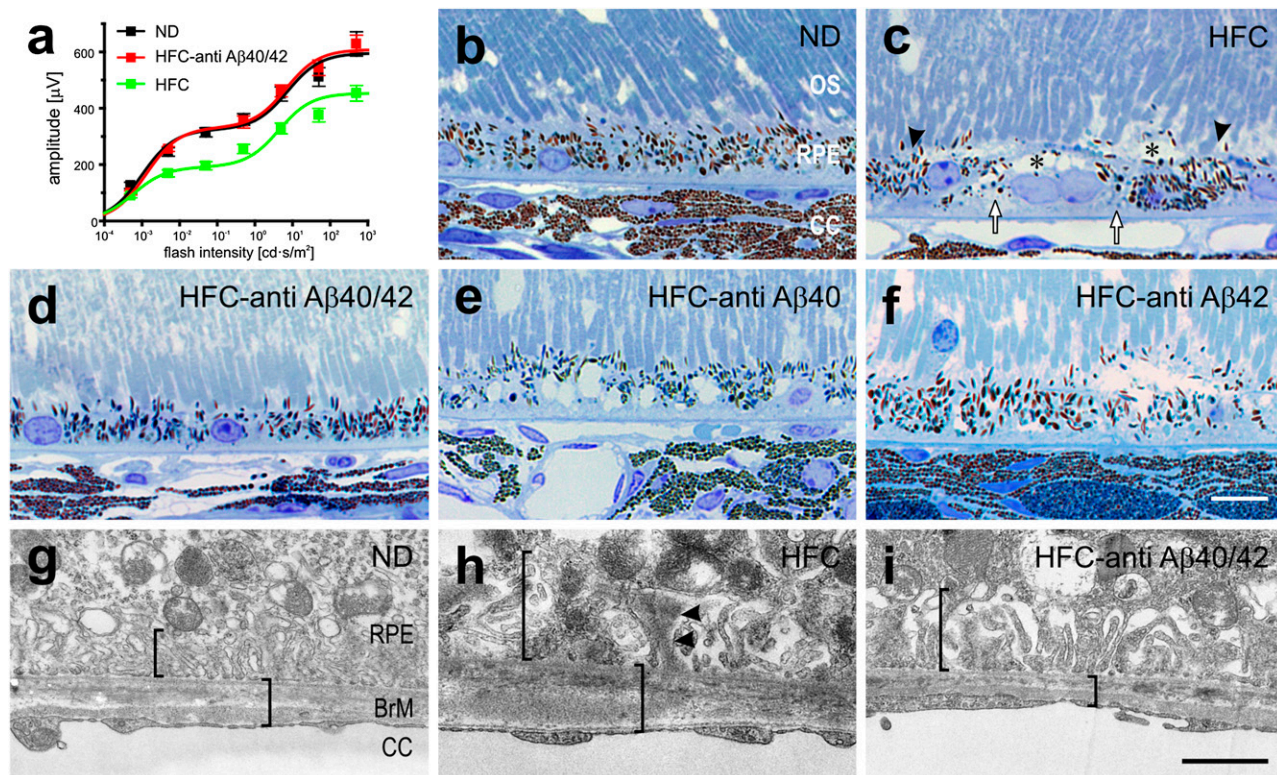 a
ND
HFC-anti Aβ40/42
HFC
amplitude [µV]
600
400
200
0
10⁻⁴ 10⁻³ 10⁻² 10⁻¹ 10⁰ 10¹ 10² 10³
flash intensity [cd·s/m²]
b
ND
OS
RPE
CC
c
HFC
*
*
d
HFC-anti Aβ40/42
e
HFC-anti Aβ40
f
HFC-anti Aβ42
g
ND
RPE
BrM
CC
h
HFC
i
HFC-anti Aβ40/42